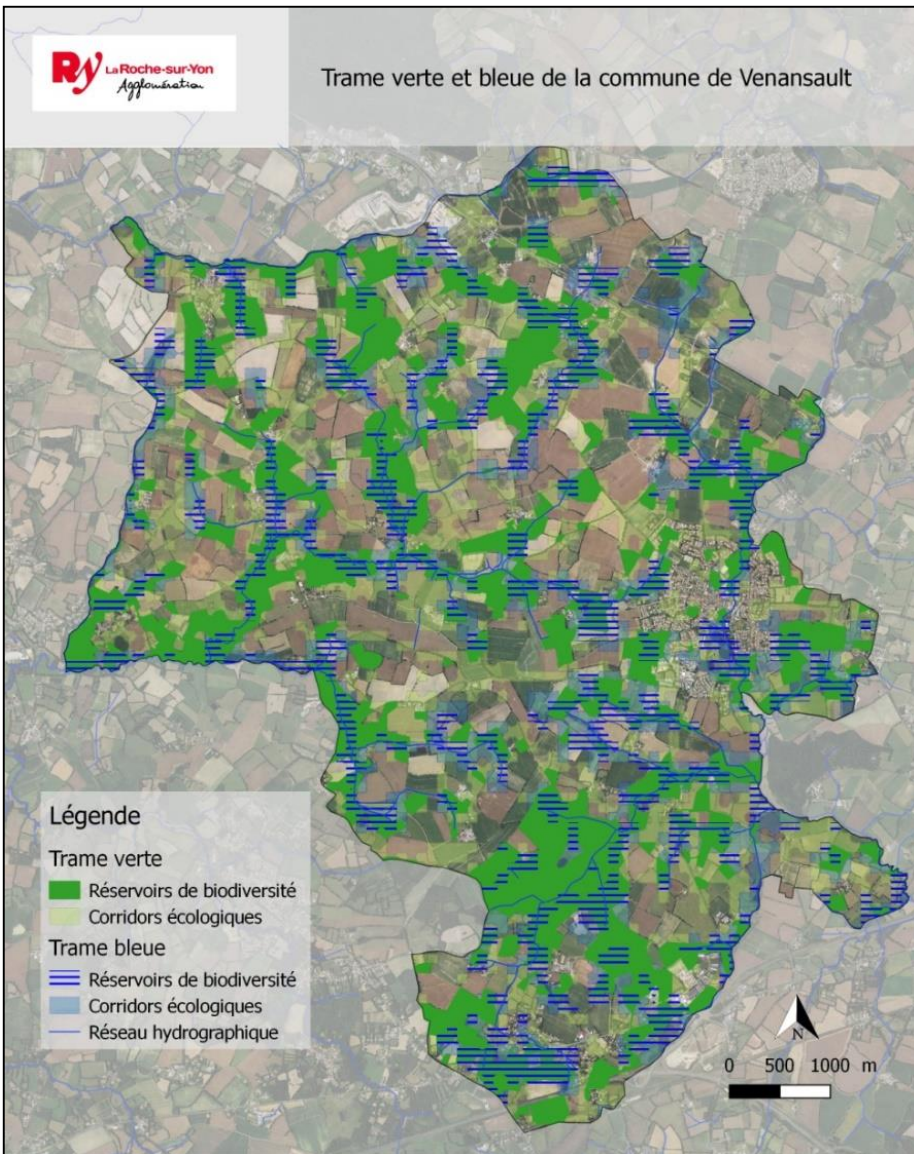 Ry La Roche-sur-Yon
Agglomération
Trame verte et bleue de la commune de Venansault
Légende
Trame verte
Réservoirs de biodiversité
Corridors écologiques
Trame bleue
Réservoirs de biodiversité
Corridors écologiques
Réseau hydrographique
N
0 500 1000 m